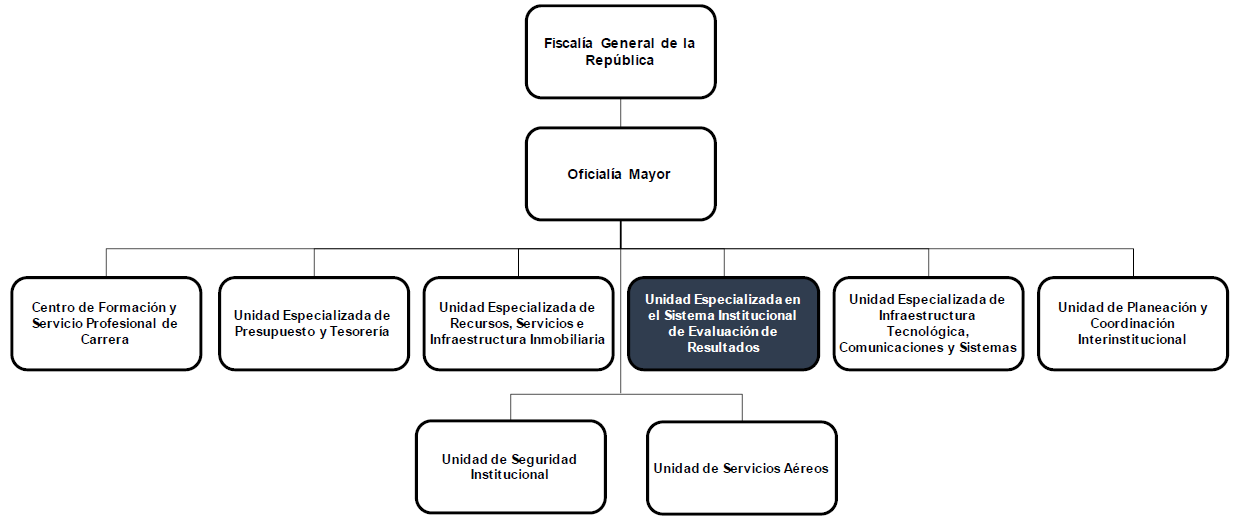 Fiscalía General de la
República
Oficialía Mayor
Centro de Formación y
Servicio Profesional de
Carrera
Unidad Especializada de
Presupuesto y Tesorería
Unidad Especializada de
Recursos, Servicios e
Infraestructura Inmobiliaria
Unidad Especializada en
el Sistema Institucional
de Evaluación de
Resultados
Unidad Especializada de
Infraestructura
Tecnológica,
Comunicaciones y Sistemas
Unidad de Planeación y
Coordinación
Interinstitucional
Unidad de Seguridad
Institucional
Unidad de Servicios Aéreos